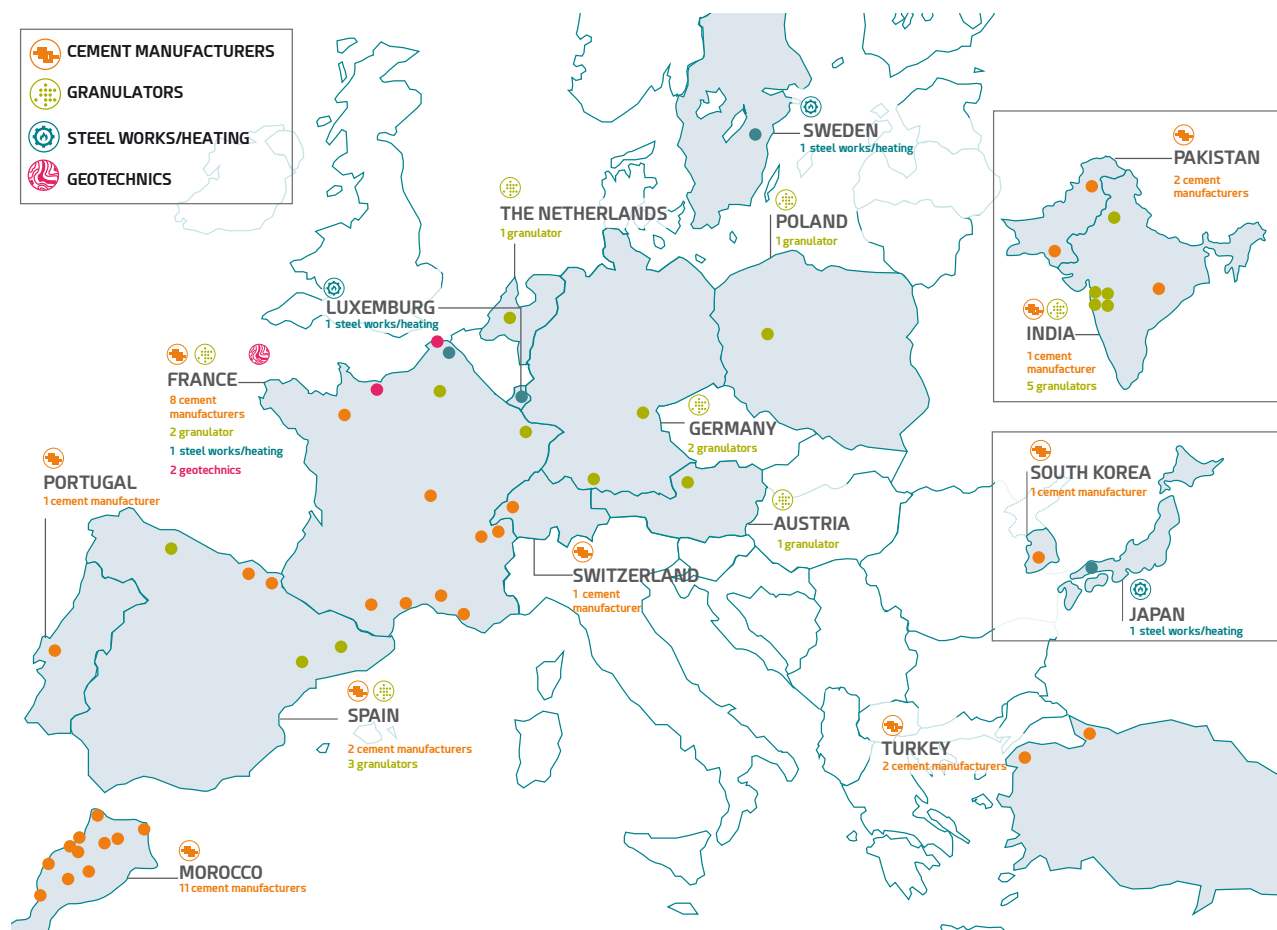 CEMENT MANUFACTURERS
GRANULATORS
STEEL WORKS/HEATING
GEOTECHNICS
SWEDEN
1 steel works/heating
PAKISTAN
2 cement
manufacturers
THE NETHERLANDS
1 granulator
POLAND
1 granulator
LUXEMBURG
1 steel works/heating
INDIA
1 cement
manufacturer
5 granulators
FRANCE
8 cement
manufacturers
2 granulator
1 steel works/heating
2 geotechnics
GERMANY
2 granulators
PORTUGAL
1 cement manufacturer
SOUTH KOREA
1 cement manufacturer
AUSTRIA
1 granulator
SWITZERLAND
1 cement
manufacturer
JAPAN
1 steel works/heating
SPAIN
2 cement manufacturers
3 granulators
TURKEY
2 cement manufacturers
MOROCCO
11 cement manufacturers